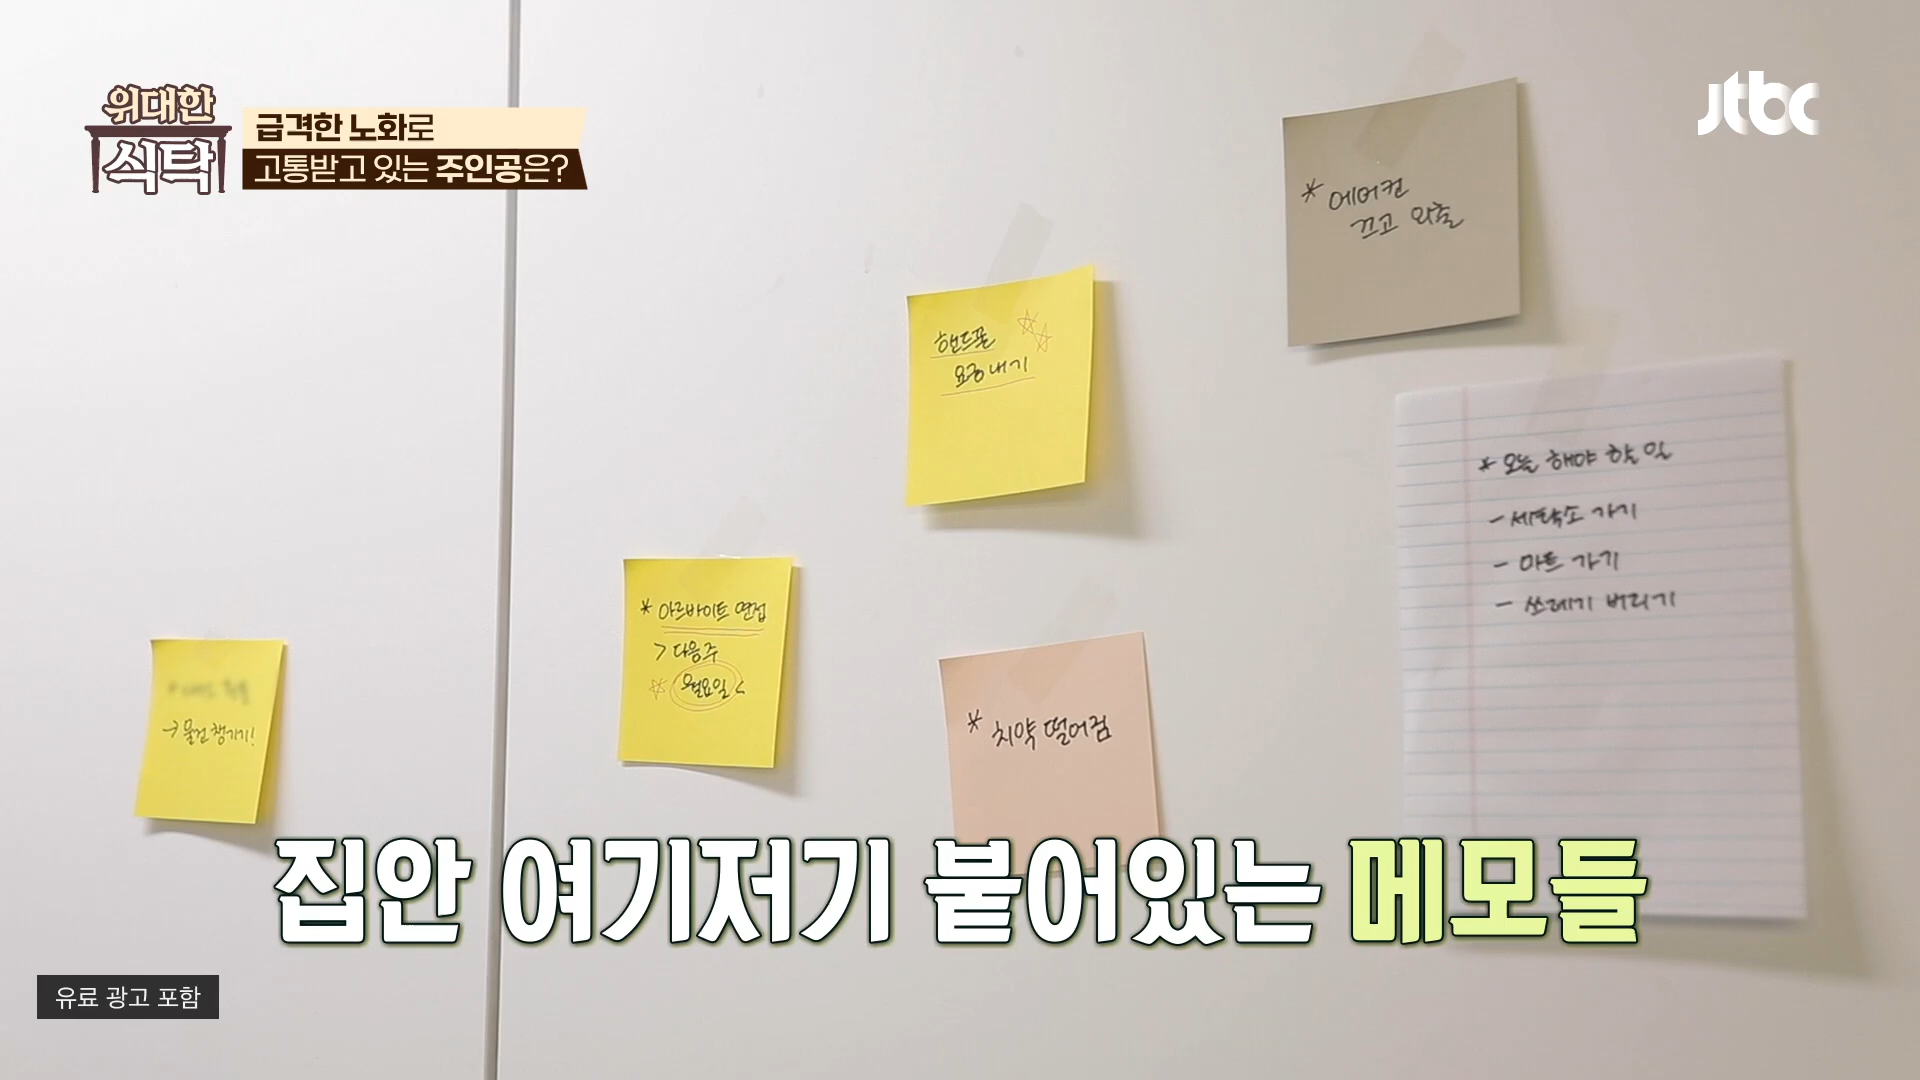 위대한
식탁
급격한 노화로
고통받고 있는 주인공은?
jtbc
* 에어컨
끄고 외출
핸드폰
요금 내기
* 오늘 해야 할 일
- 세탁소 가기
- 마트 가기
- 쓰레기 버리기
* 아르바이트 면접
> 다음주
월요일 <
* 치약 떨어짐
→ 물건 챙기기!
집안 여기저기 붙어있는 메모들
유료 광고 포함